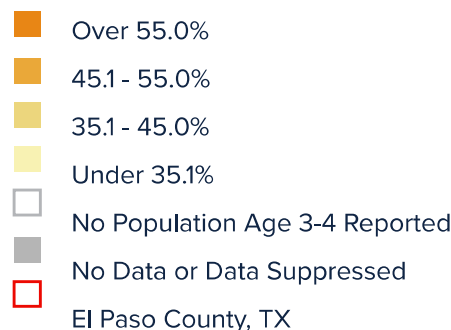 Over 55.0%
45.1 - 55.0%
35.1 - 45.0%
Under 35.1%
No Population Age 3-4 Reported
No Data or Data Suppressed
El Paso County, TX